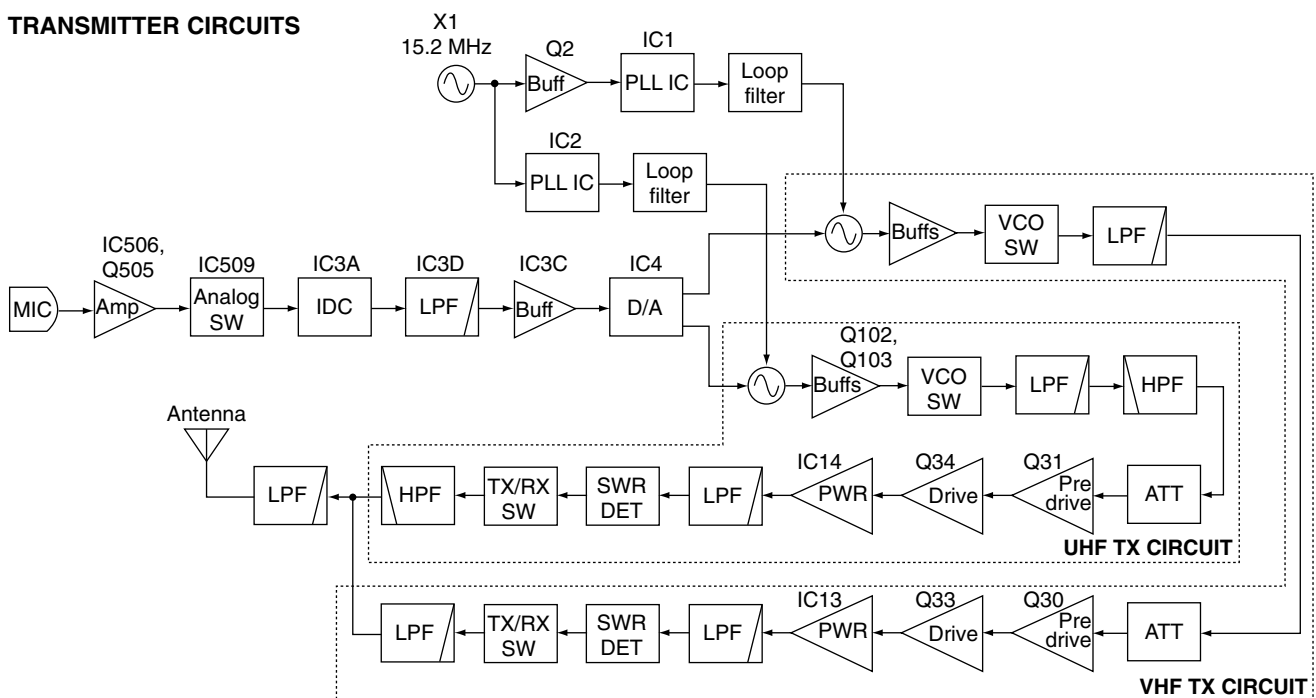 TRANSMITTER CIRCUITS
X1
15.2 MHz
Q2
Buff
IC1
PLL IC
Loop
filter
IC2
PLL IC
Loop
filter
Buffs
VCO
SW
LPF
MIC
IC506,
Q505
Amp
IC509
Analog
SW
IC3A
IDC
IC3D
LPF
IC3C
Buff
IC4
D/A
Q102,
Q103
Buffs
VCO
SW
LPF
HPF
Antenna
LPF
HPF
TX/RX
SW
SWR
DET
LPF
IC14
PWR
Q34
Drive
Q31
Pre
drive
ATT
UHF TX CIRCUIT
LPF
TX/RX
SW
SWR
DET
LPF
IC13
PWR
Q33
Drive
Q30
Pre
drive
ATT
VHF TX CIRCUIT